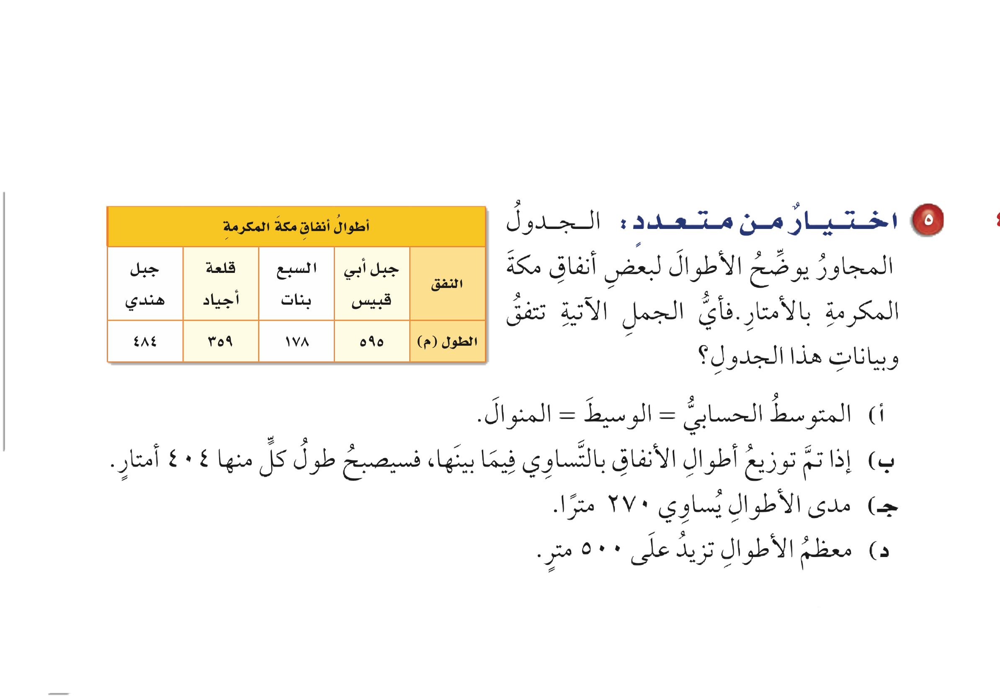 ٥ اختيارٌ من متعددٍ: الجدولُ
المجاورُ يوضِّحُ الأطوالَ لبعضِ أنفاقِ مكةَ
المكرمةِ بالأمتارِ.فأيُّ الجملِ الآتيةِ تتفقُ
وبياناتِ هذا الجدولِ؟
أطوالُ أنفاقِ مكةَ المكرمةِ
النفق جبل أبي قبيس السبع بنات قلعة أجياد جبل هندي
الطول (م) ٥٩٥ ١٧٨ ٣٥٩ ٤٨٤
أ) المتوسطُ الحسابيُّ = الوسيطَ = المنوالَ.
ب) إذا تمَّ توزيعُ أطوالِ الأنفاقِ بالتَّساوِي فِيمَا بينَها، فسيصبحُ طولُ كلٍّ منها ٤٠٤ أمتارٍ.
جـ) مدى الأطوالِ يُساوِي ٢٧٠ مترًا.
د) معظمُ الأطوالِ تزيدُ علَى ٥٠٠ مترٍ.